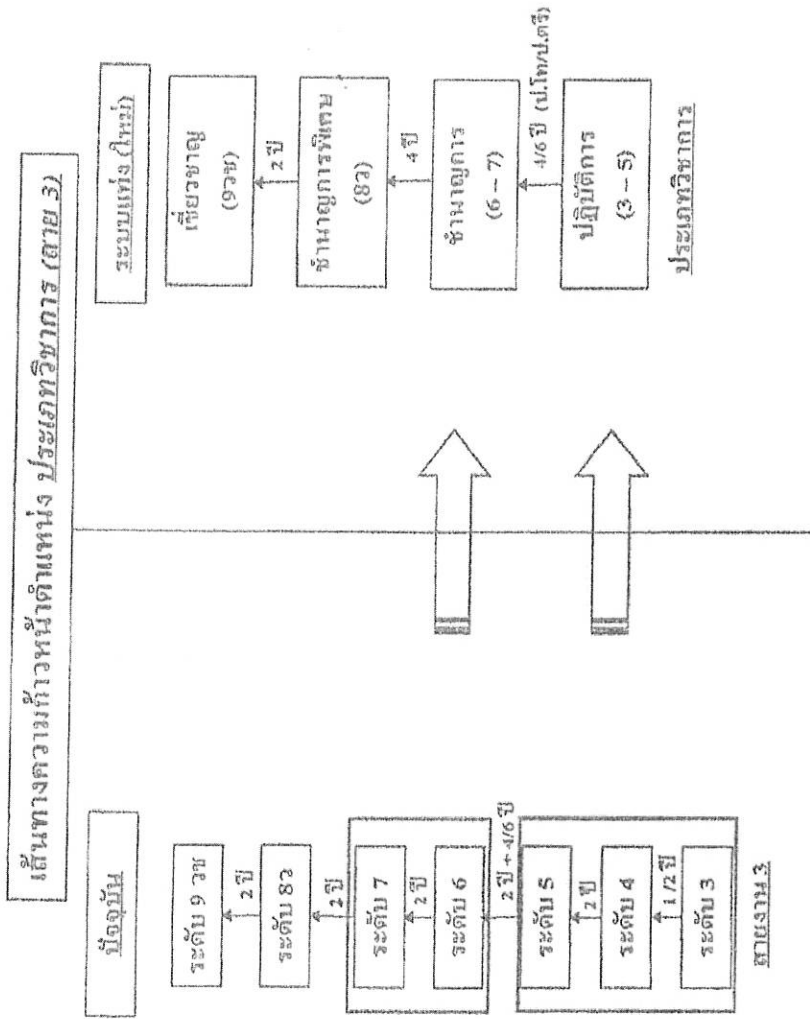 เส้นทางความก้าวหน้าตำแหน่ง ประเภทวิชาการ (สาย 3)
ปัจจุบัน
ระดับ 9 วช
2 ปี
ระดับ 8ว
2 ปี
ระดับ 7
2 ปี
ระดับ 6
2 ปี + 4/6 ปี
ระดับ 5
2 ปี
ระดับ 4
1/2 ปี
ระดับ 3
สายงาน 3
ระบบแท่ง (ใหม่)
เชี่ยวชาญ
(9วช)
2 ปี
ชำนาญการพิเศษ
(8ว)
4 ปี
ชำนาญการ
(6 – 7)
4/6 ปี (ป.โท/ป.ตรี)
ปฏิบัติการ
(3 – 5)
ประเภทวิชาการ